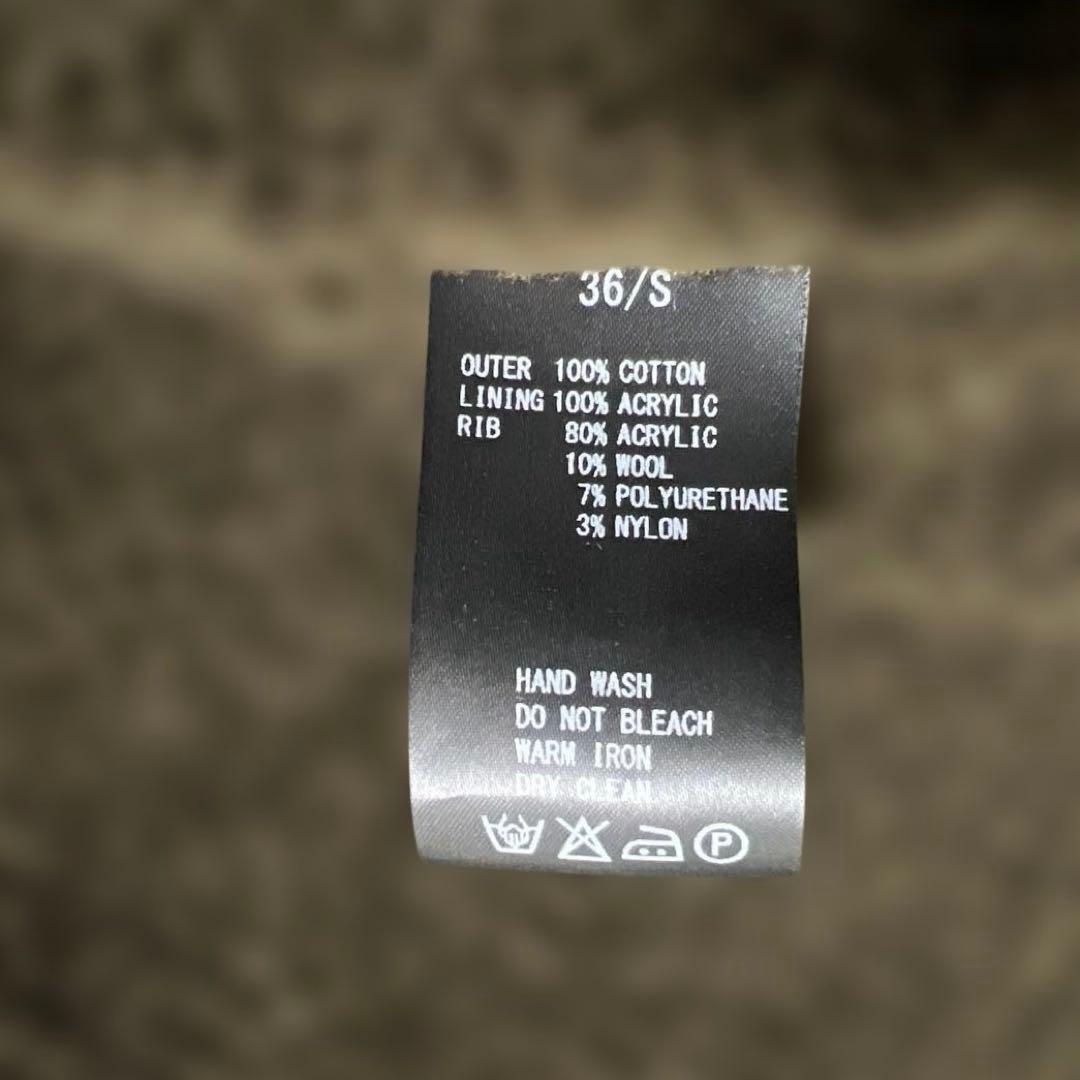 36/S
OUTER 100% COTTON
LINING 100% ACRYLIC
RIB 80% ACRYLIC
10% WOOL
7% POLYURETHANE
3% NYLON
HAND WASH
DO NOT BLEACH
WARM IRON
DRY CLEAN
P